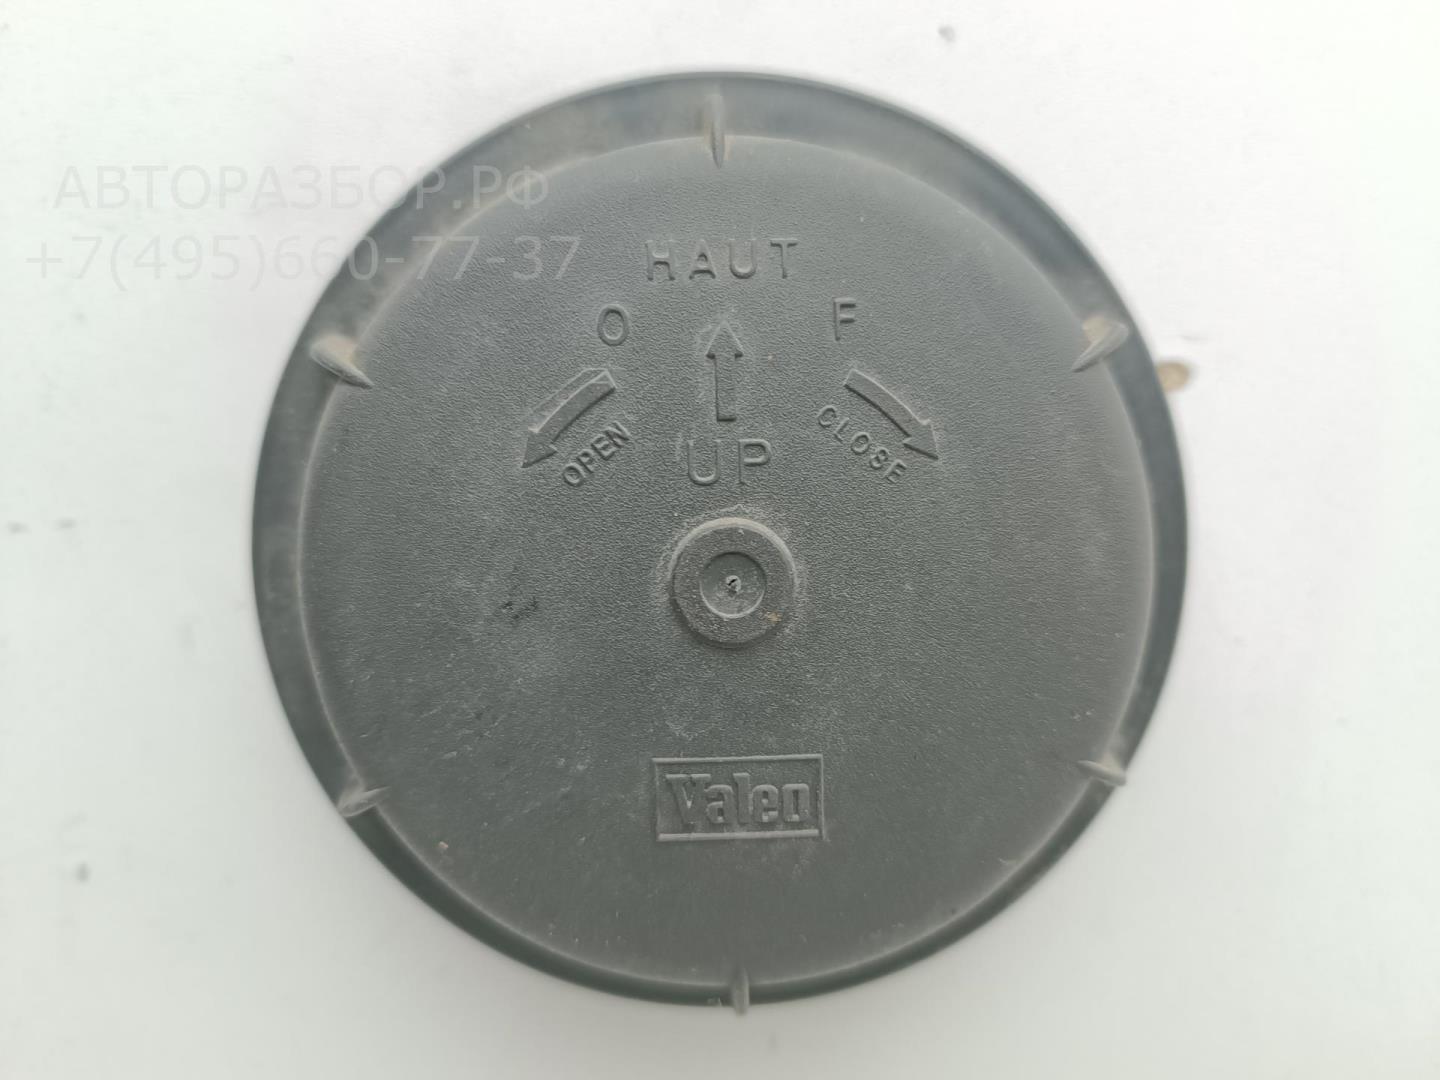 АВТОРАЗБОР.РФ
+7(495)660-77-37
HAUT
O F
OPEN CLOSE
UP
Valeo